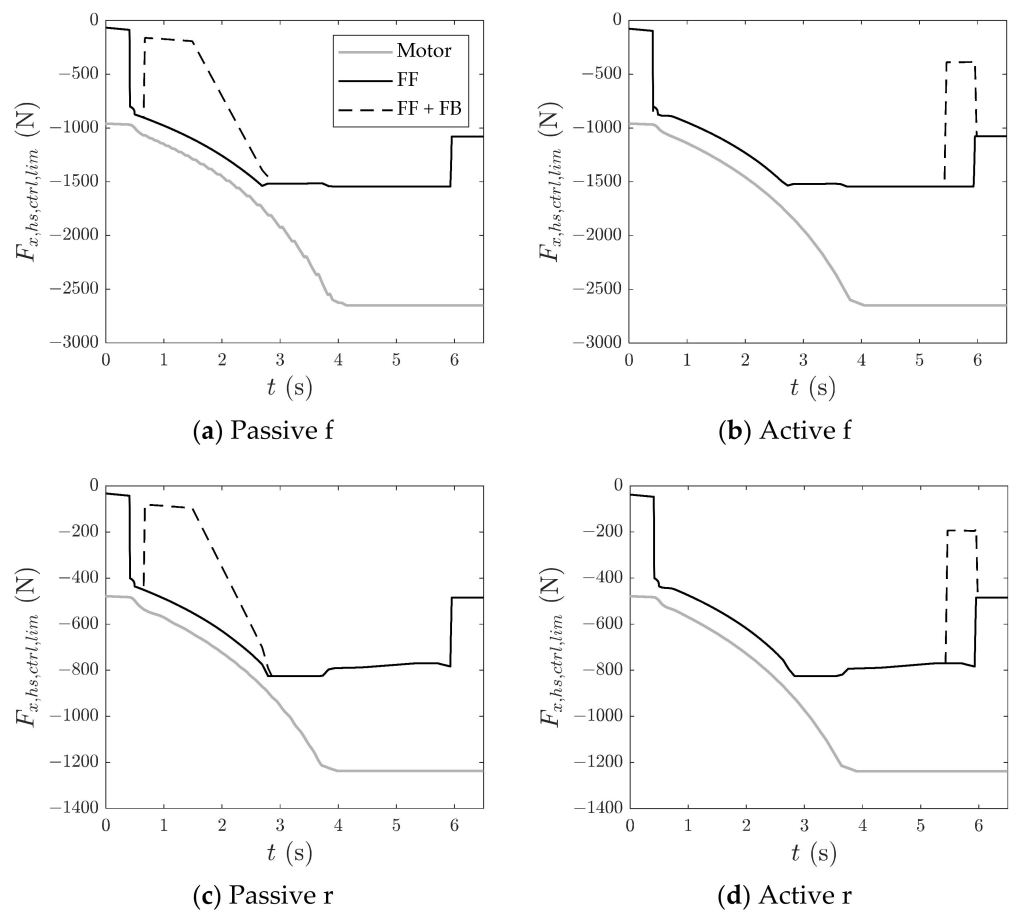 0
−500
−1000
−1500
−2000
−2500
−3000
F_{x,hs,ctrl,lim} (N)
Motor
FF
FF + FB
0 1 2 3 4 5 6
t (s)
(a) Passive f
0
−500
−1000
−1500
−2000
−2500
−3000
F_{x,hs,ctrl,lim} (N)
0 1 2 3 4 5 6
t (s)
(b) Active f
0
−200
−400
−600
−800
−1000
−1200
−1400
F_{x,hs,ctrl,lim} (N)
0 1 2 3 4 5 6
t (s)
(c) Passive r
0
−200
−400
−600
−800
−1000
−1200
−1400
F_{x,hs,ctrl,lim} (N)
0 1 2 3 4 5 6
t (s)
(d) Active r